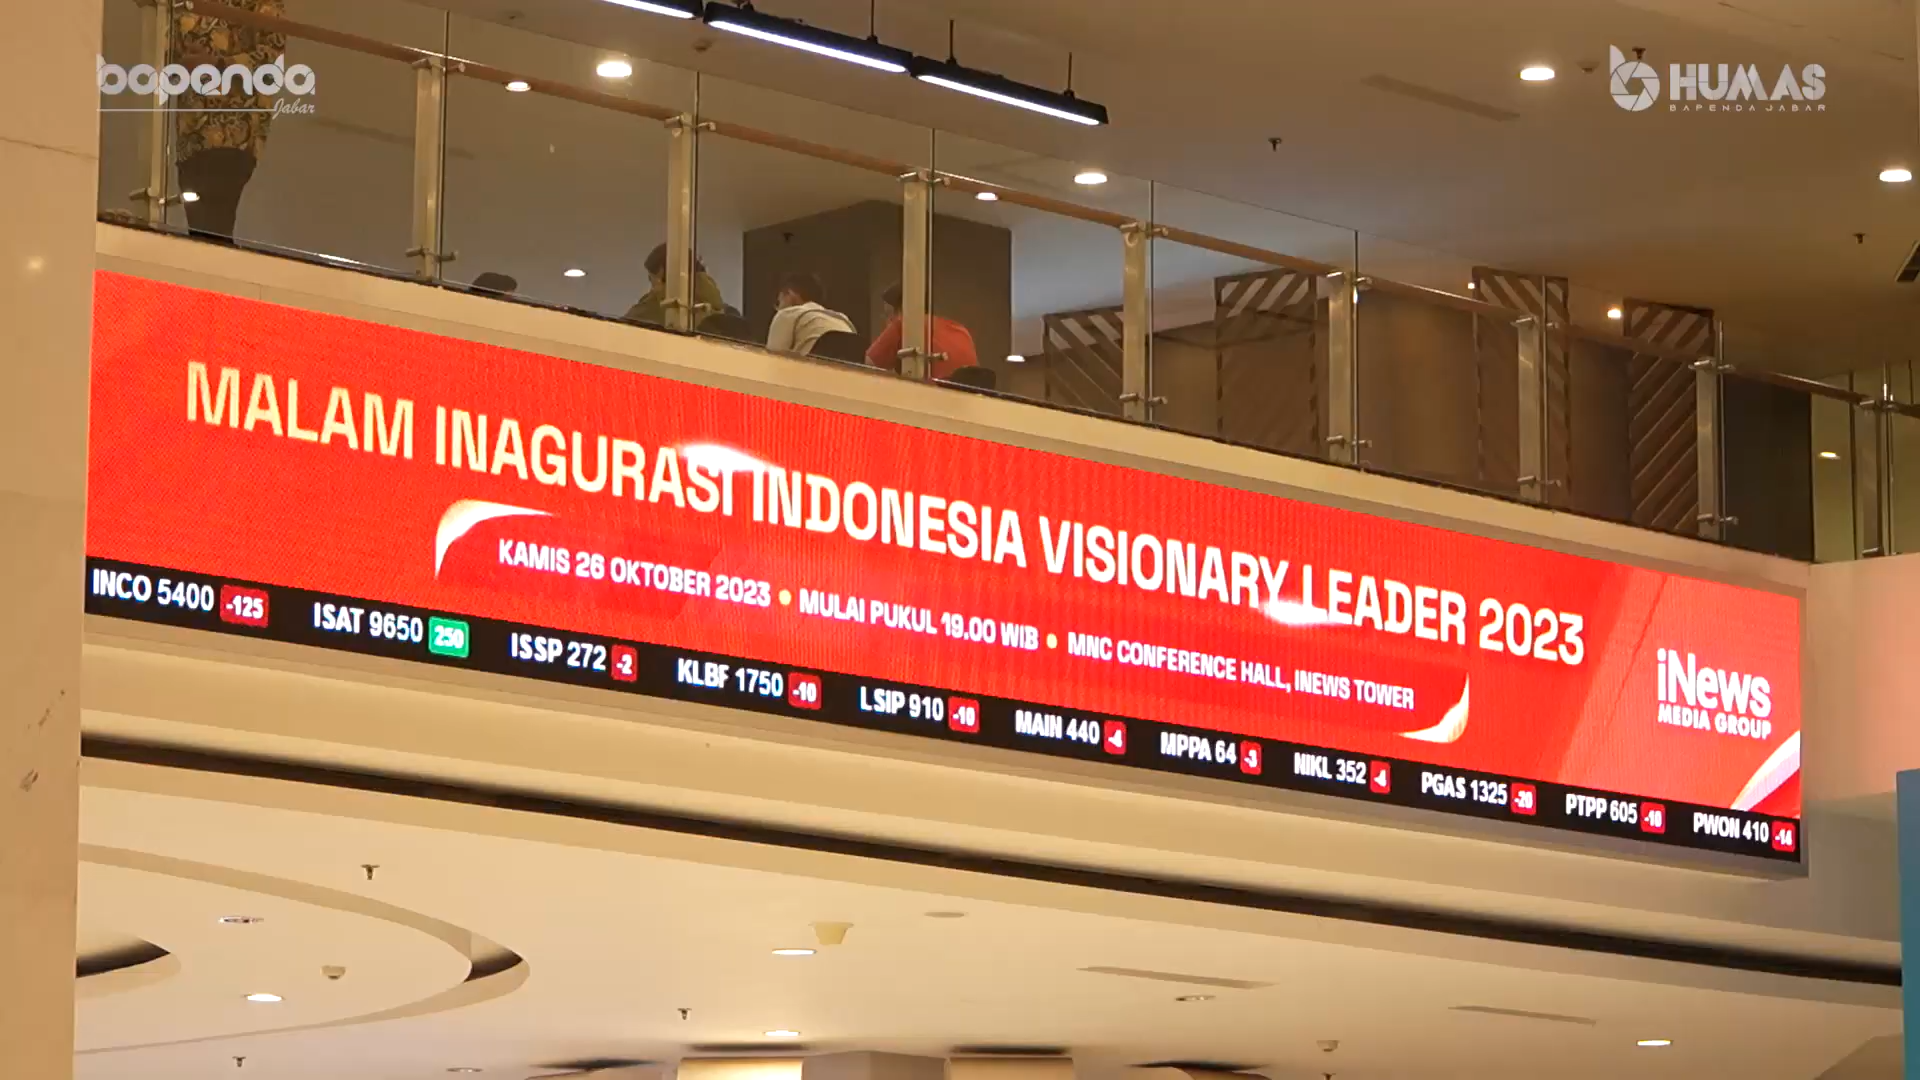 bapenda
Jabar
HUMAS
BAPENDA JABAR
MALAM INAGURASI INDONESIA VISIONARY LEADER 2023
KAMIS 26 OKTOBER 2023 • MULAI PUKUL 19.00 WIB • MNC CONFERENCE HALL, INEWS TOWER
iNews
MEDIA GROUP
INCO 5400 -125 ISAT 9650 250 ISSP 272 -2 KLBF 1750 -10 LSIP 910 -10 MAIN 440 -4 MPPA 64 -3 NIKL 352 -4 PGAS 1325 -20 PTPP 605 -10 PWON 410 -14